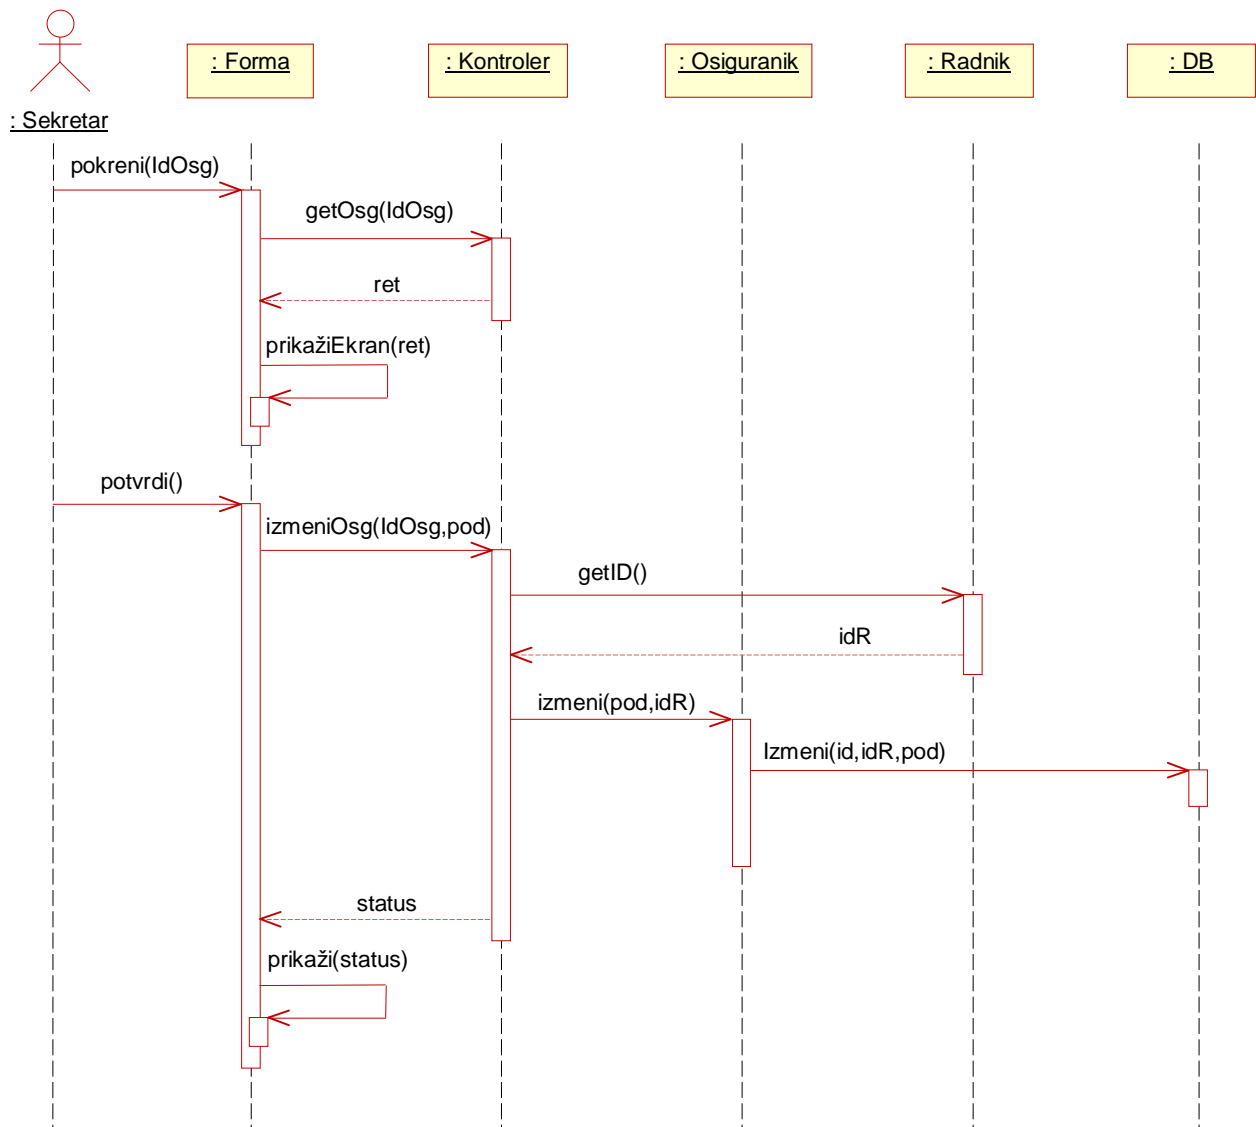 : Forma
: Kontroler
: Osiguranik
: Radnik
: DB
: Sekretar
pokreni(IdOsg)
getOsg(IdOsg)
ret
prikažiEkran(ret)
potvrdi()
izmeniOsg(IdOsg,pod)
getID()
idR
izmeni(pod,idR)
Izmeni(id,idR,pod)
status
prikaži(status)